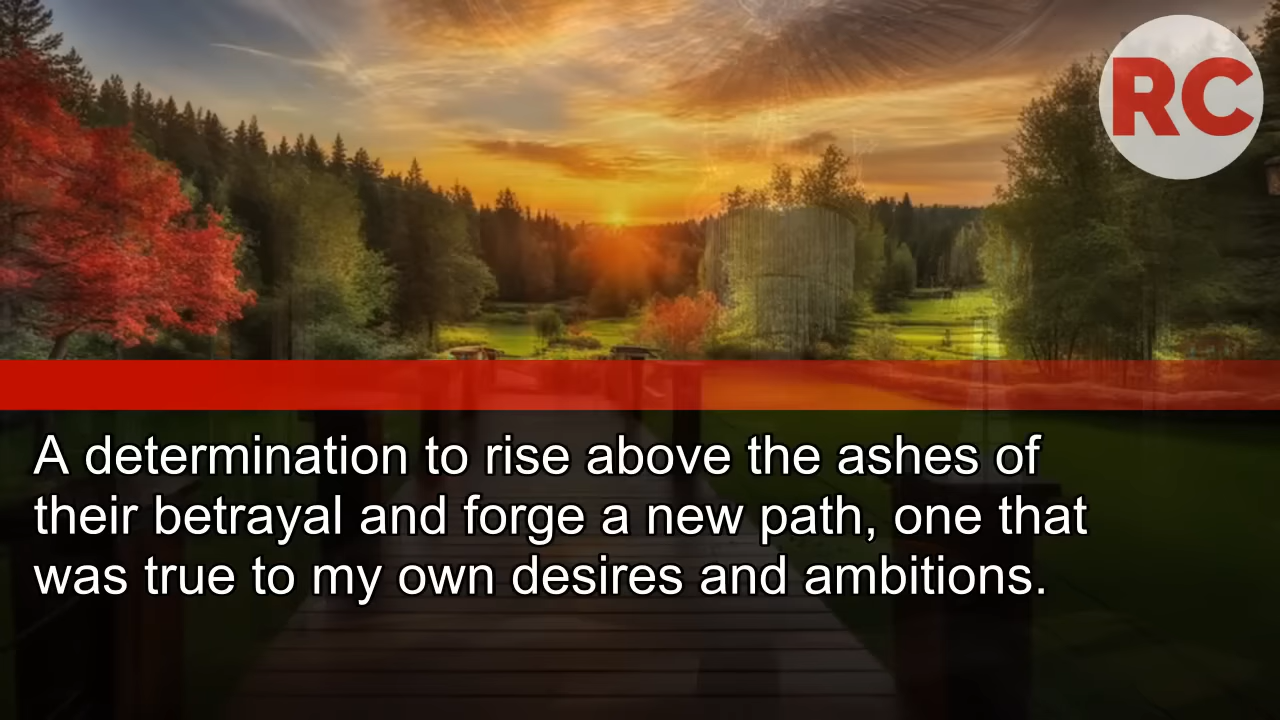 RC
A determination to rise above the ashes of
their betrayal and forge a new path, one that
was true to my own desires and ambitions.